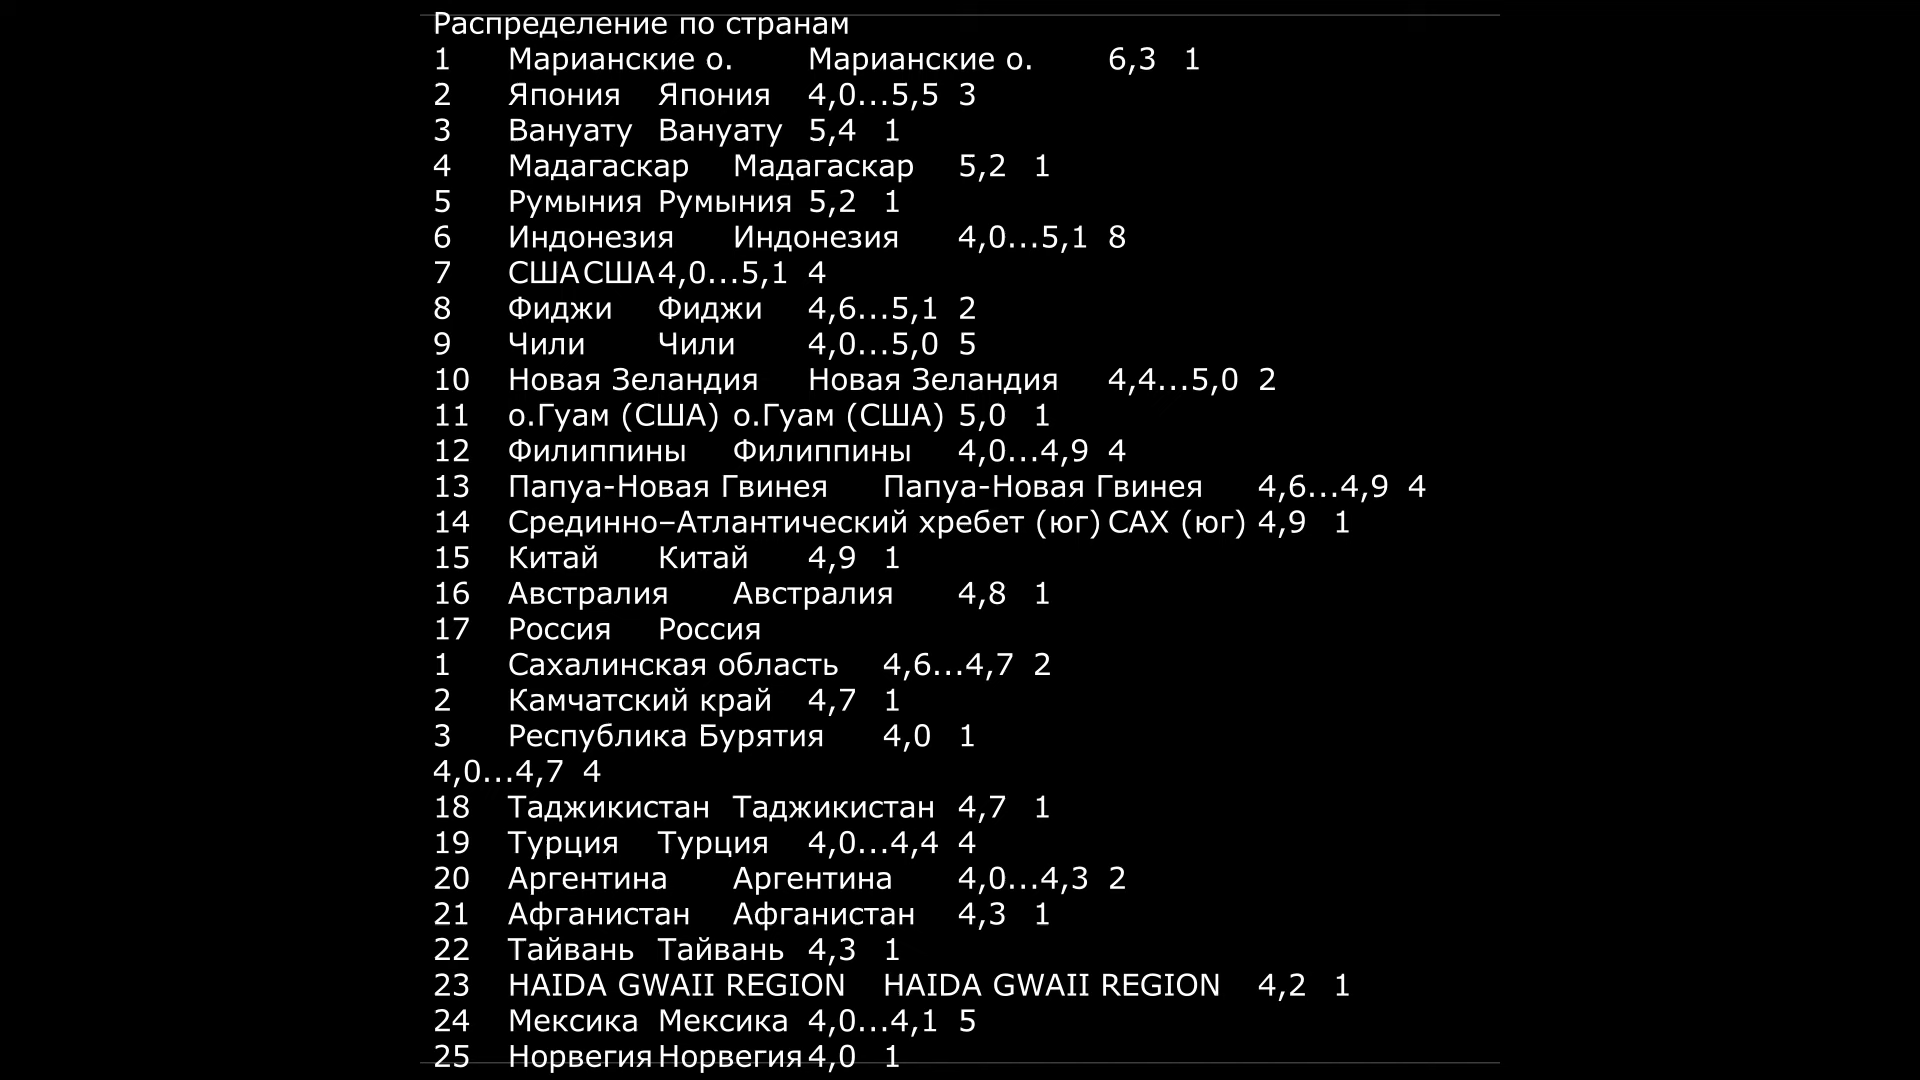 Распределение по странам
1 Марианские о. Марианские о. 6,3 1
2 Япония Япония 4,0...5,5 3
3 Вануату Вануату 5,4 1
4 Мадагаскар Мадагаскар 5,2 1
5 Румыния Румыния 5,2 1
6 Индонезия Индонезия 4,0...5,1 8
7 США США 4,0...5,1 4
8 Фиджи Фиджи 4,6...5,1 2
9 Чили Чили 4,0...5,0 5
10 Новая Зеландия Новая Зеландия 4,4...5,0 2
11 о.Гуам (США) о.Гуам (США) 5,0 1
12 Филиппины Филиппины 4,0...4,9 4
13 Папуа-Новая Гвинея Папуа-Новая Гвинея 4,6...4,9 4
14 Срединно–Атлантический хребет (юг) САХ (юг) 4,9 1
15 Китай Китай 4,9 1
16 Австралия Австралия 4,8 1
17 Россия Россия
1 Сахалинская область 4,6...4,7 2
2 Камчатский край 4,7 1
3 Республика Бурятия 4,0 1
4,0...4,7 4
18 Таджикистан Таджикистан 4,7 1
19 Турция Турция 4,0...4,4 4
20 Аргентина Аргентина 4,0...4,3 2
21 Афганистан Афганистан 4,3 1
22 Тайвань Тайвань 4,3 1
23 HAIDA GWAII REGION HAIDA GWAII REGION 4,2 1
24 Мексика Мексика 4,0...4,1 5
25 Норвегия Норвегия 4,0 1